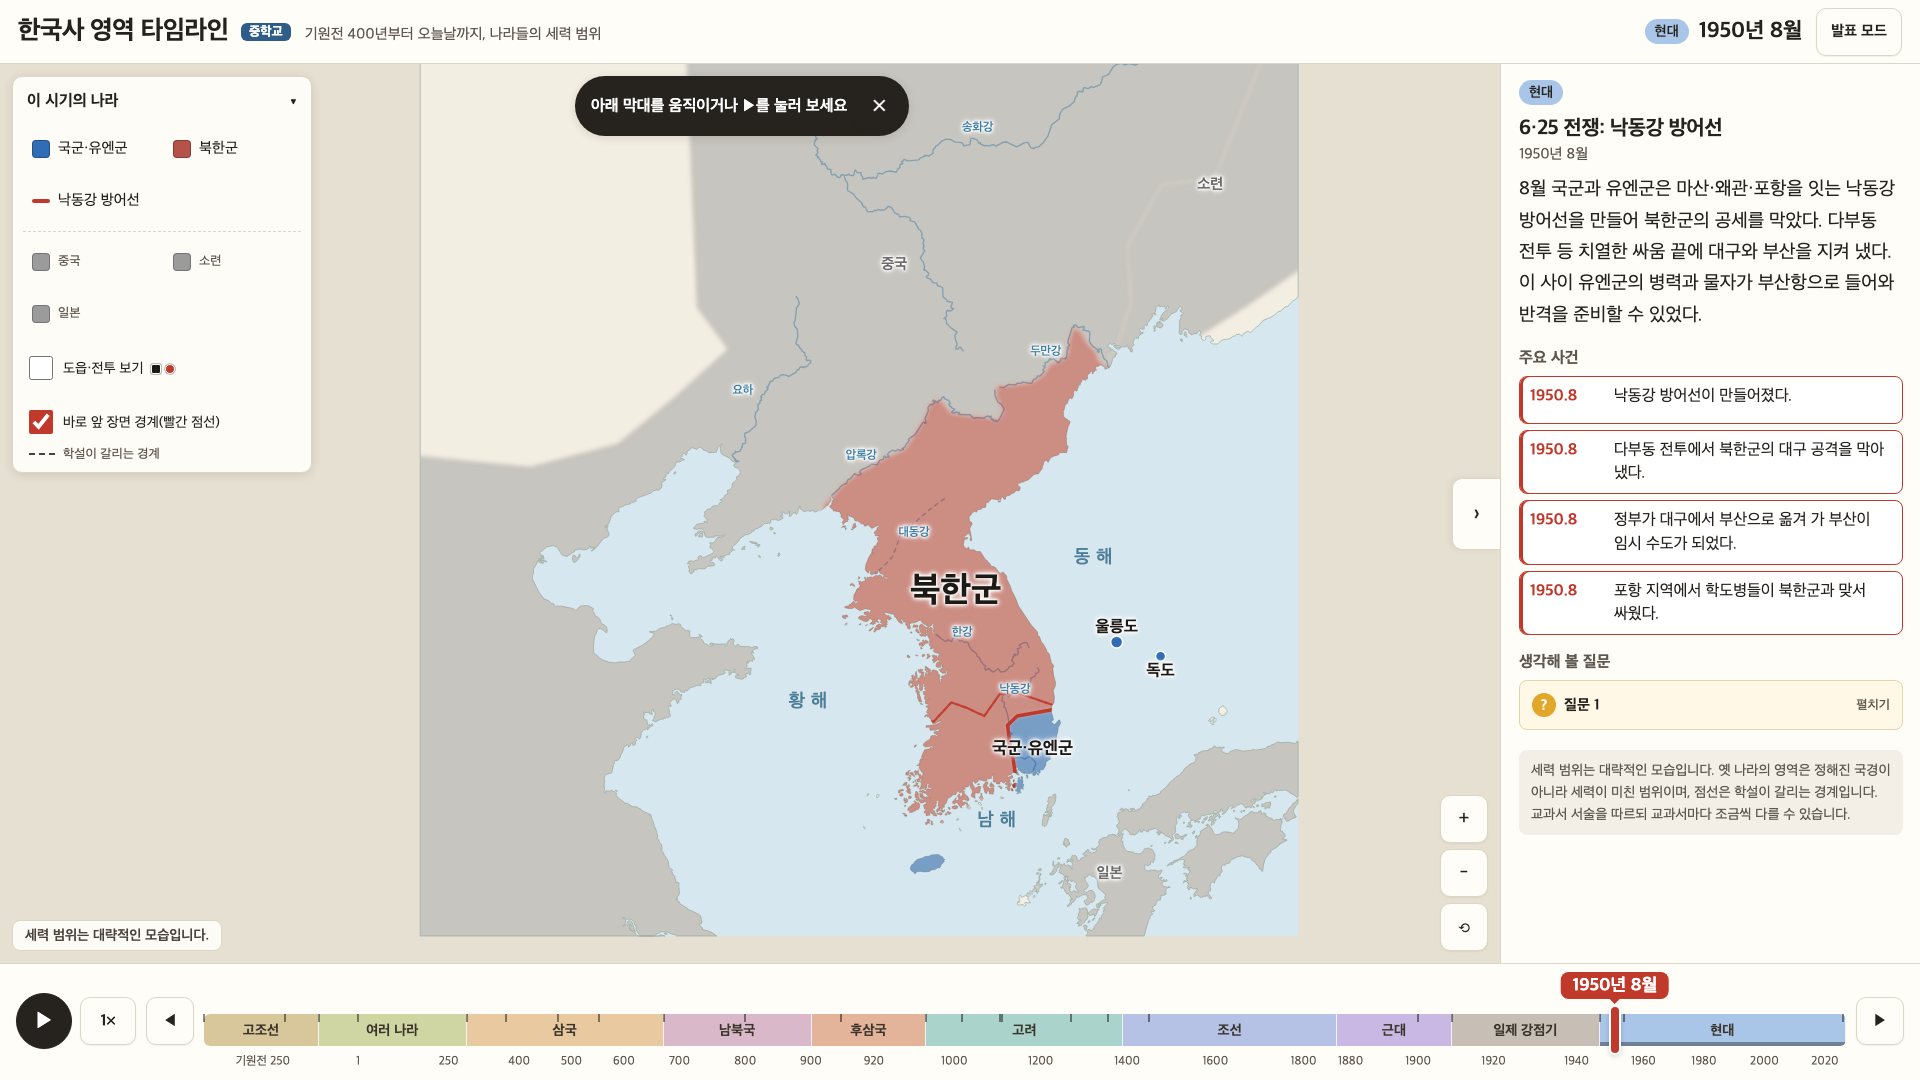 한국사 영역 타임라인
중학교
기원전 400년부터 오늘날까지, 나라들의 세력 범위
현대
1950년 8월
발표 모드
이 시기의 나라
▼
국군·유엔군
북한군
낙동강 방어선
중국
소련
일본
도읍·전투 보기
바로 앞 장면 경계(빨간 점선)
학설이 갈리는 경계
아래 막대를 움직이거나 ▶를 눌러 보세요 ✕
송화강
소련
중국
두만강
요하
압록강
대동강
동해
북한군
한강
울릉도
독도
낙동강
황해
국군·유엔군
남해
일본
세력 범위는 대략적인 모습입니다.
›
+
−
⟲
현대
6·25 전쟁: 낙동강 방어선
1950년 8월
8월 국군과 유엔군은 마산·왜관·포항을 잇는 낙동강
방어선을 만들어 북한군의 공세를 막았다. 다부동
전투 등 치열한 싸움 끝에 대구와 부산을 지켜 냈다.
이 사이 유엔군의 병력과 물자가 부산항으로 들어와
반격을 준비할 수 있었다.
주요 사건
1950.8 낙동강 방어선이 만들어졌다.
1950.8 다부동 전투에서 북한군의 대구 공격을 막아
냈다.
1950.8 정부가 대구에서 부산으로 옮겨 가 부산이
임시 수도가 되었다.
1950.8 포항 지역에서 학도병들이 북한군과 맞서
싸웠다.
생각해 볼 질문
? 질문 1 펼치기
세력 범위는 대략적인 모습입니다. 옛 나라의 영역은 정해진 국경이
아니라 세력이 미친 범위이며, 점선은 학설이 갈리는 경계입니다.
교과서 서술을 따르되 교과서마다 조금씩 다를 수 있습니다.
1950년 8월
▶ 1× ◀
고조선 여러 나라 삼국 남북국 후삼국 고려 조선 근대 일제 강점기 현대
▶
기원전 250 1 250 400 500 600 700 800 900 920 1000 1200 1400 1600 1800 1880 1900 1920 1940 1960 1980 2000 2020